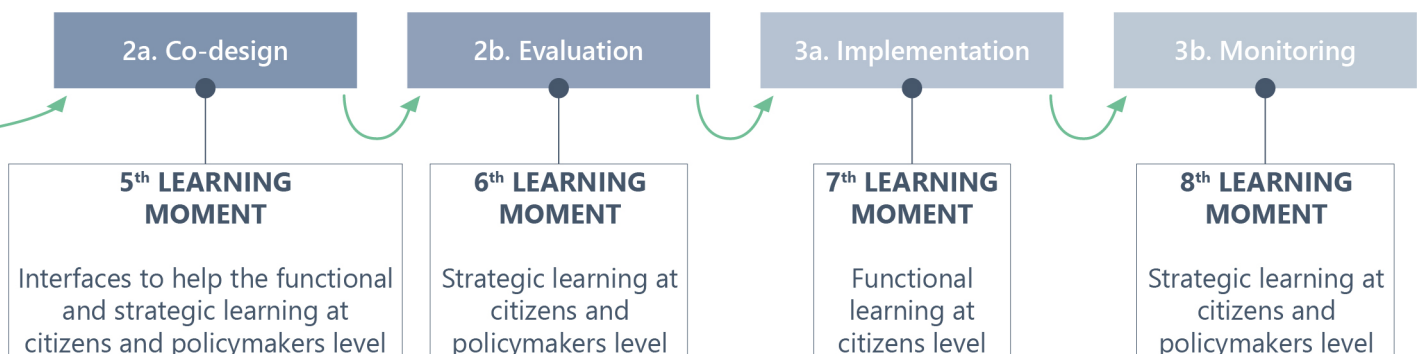 2a. Co-design
2b. Evaluation
3a. Implementation
3b. Monitoring
5th LEARNING
MOMENT
Interfaces to help the functional
and strategic learning at
citizens and policymakers level
6th LEARNING
MOMENT
Strategic learning at
citizens and
policymakers level
7th LEARNING
MOMENT
Functional
learning at
citizens level
8th LEARNING
MOMENT
Strategic learning at
citizens and
policymakers level